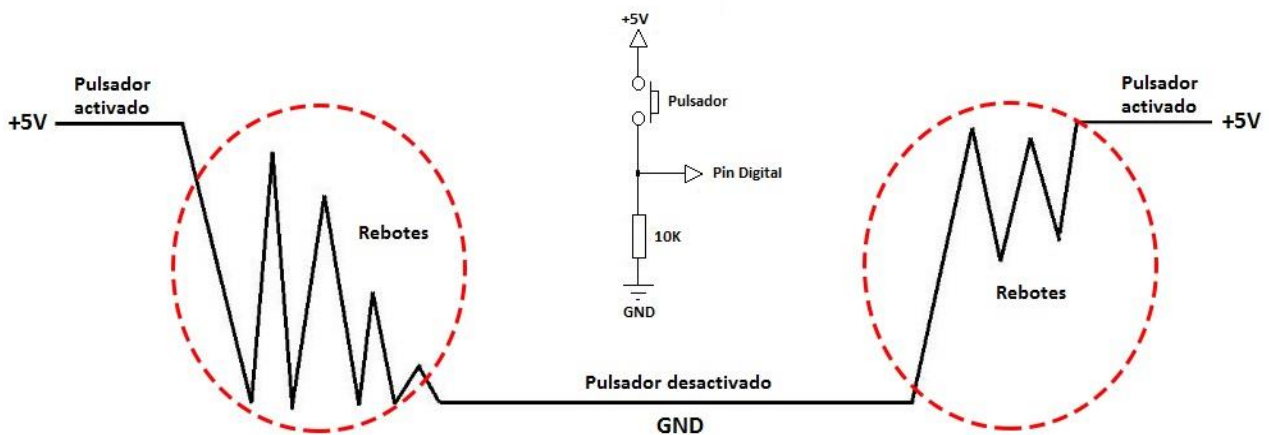 +5V
Pulsador
activado
+5V
Pulsador
Pin Digital
10K
GND
Rebotes
Pulsador
activado
+5V
Rebotes
Pulsador desactivado
GND